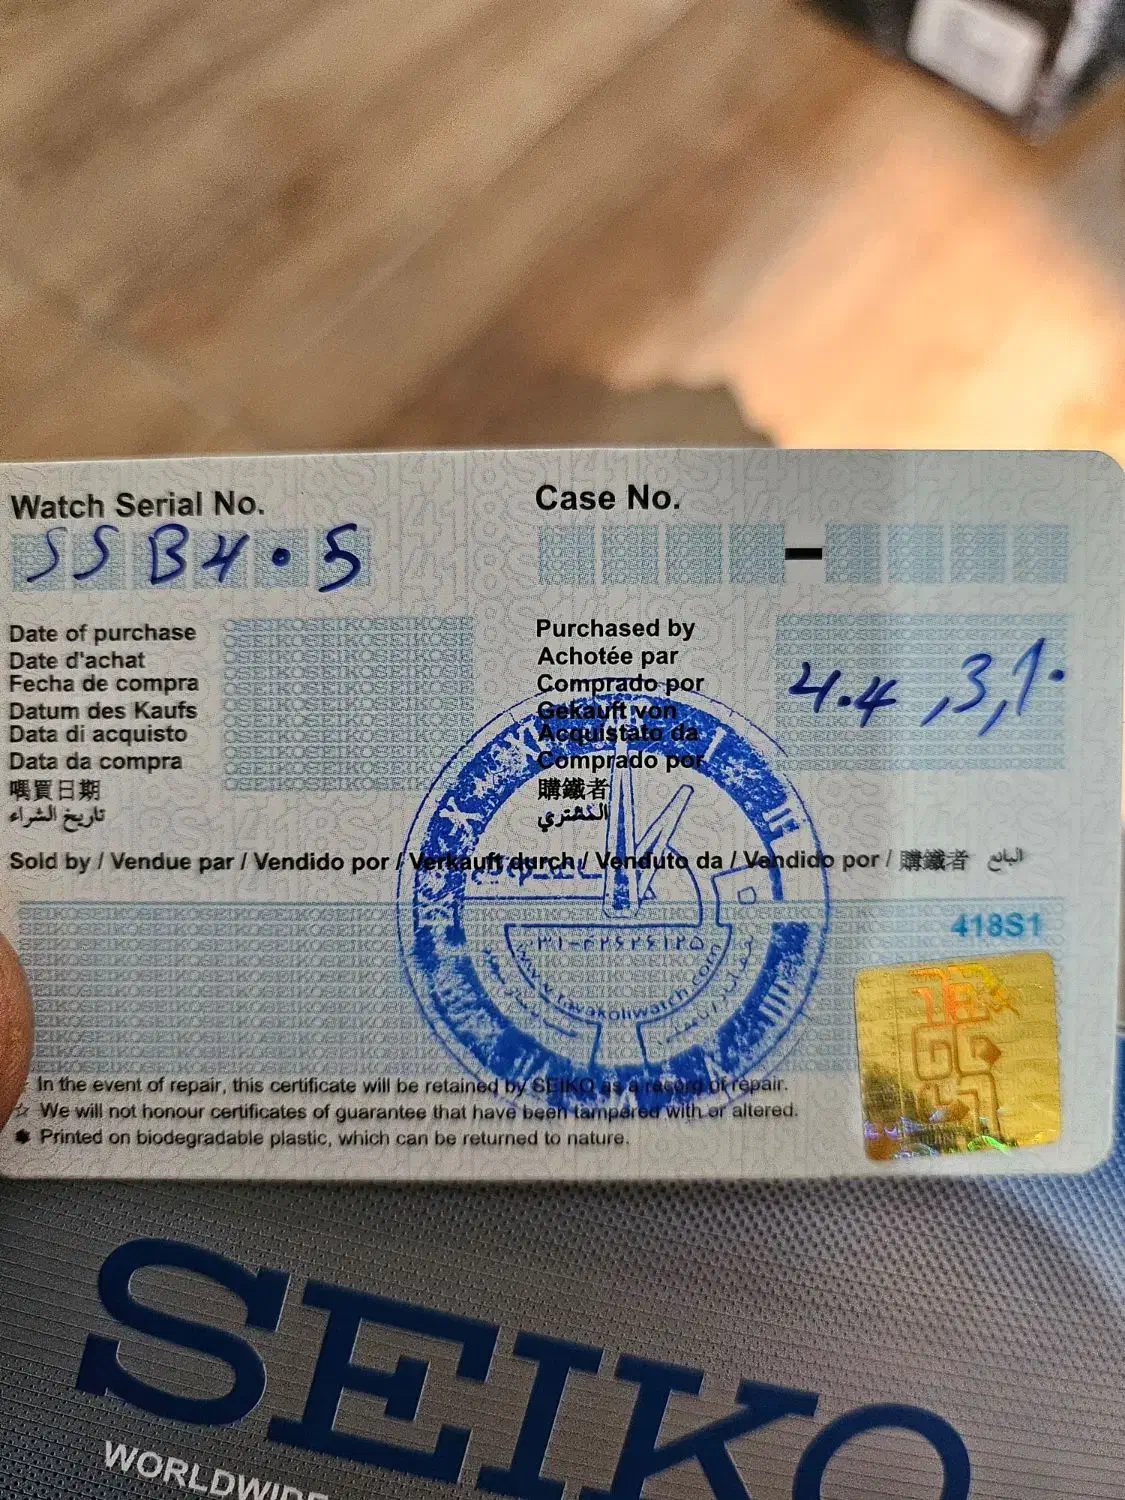 Watch Serial No.
SSB4•5
Case No.
Date of purchase
Date d'achat
Fecha de compra
Datum des Kaufs
Data di acquisto
Data da compra
買日期
تاريخ الشراء
Purchased by
Achotée par
Comprado por
Gekauft von
Acquistato da
Comprado por
購鐵者
المشتري
Sold by / Vendue par / Vendido por / Verkauft durch / Venduto da / Vendido por / 購鐵者 البائع
418S1
www.tavakoliwatch.com
In the event of repair, this certificate will be retained by SEIKO as a record of repair.
☆ We will not honour certificates of guarantee that have been tampered with or altered.
Printed on biodegradable plastic, which can be returned to nature.
SEIKO
WORLDWIDE